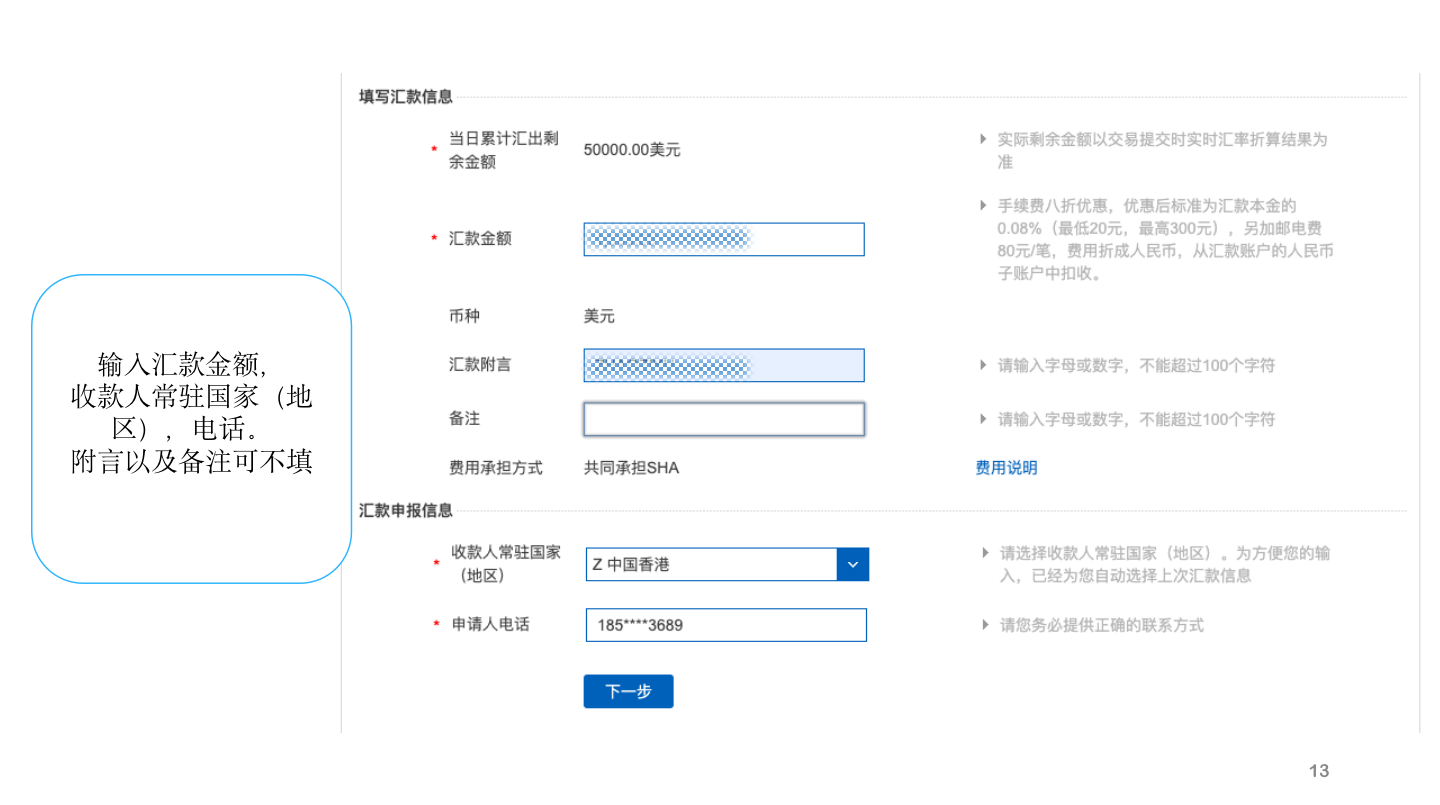 填写汇款信息
* 当日累计汇出剩
余金额
50000.00美元
实际剩余金额以交易提交时实时汇率折算结果为
准
* 汇款金额
手续费八折优惠，优惠后标准为汇款本金的
0.08%（最低20元，最高300元），另加邮电费
80元/笔，费用折成人民币，从汇款账户的人民币
子账户中扣收。
币种
美元
汇款附言
请输入字母或数字，不能超过100个字符
备注
请输入字母或数字，不能超过100个字符
费用承担方式
共同承担SHA
费用说明
输入汇款金额，
收款人常驻国家（地
区），电话。
附言以及备注可不填
汇款申报信息
* 收款人常驻国家
（地区）
Z 中国香港
请选择收款人常驻国家（地区）。为方便您的输
入，已经为您自动选择上次汇款信息
* 申请人电话
185****3689
请您务必提供正确的联系方式
下一步
13